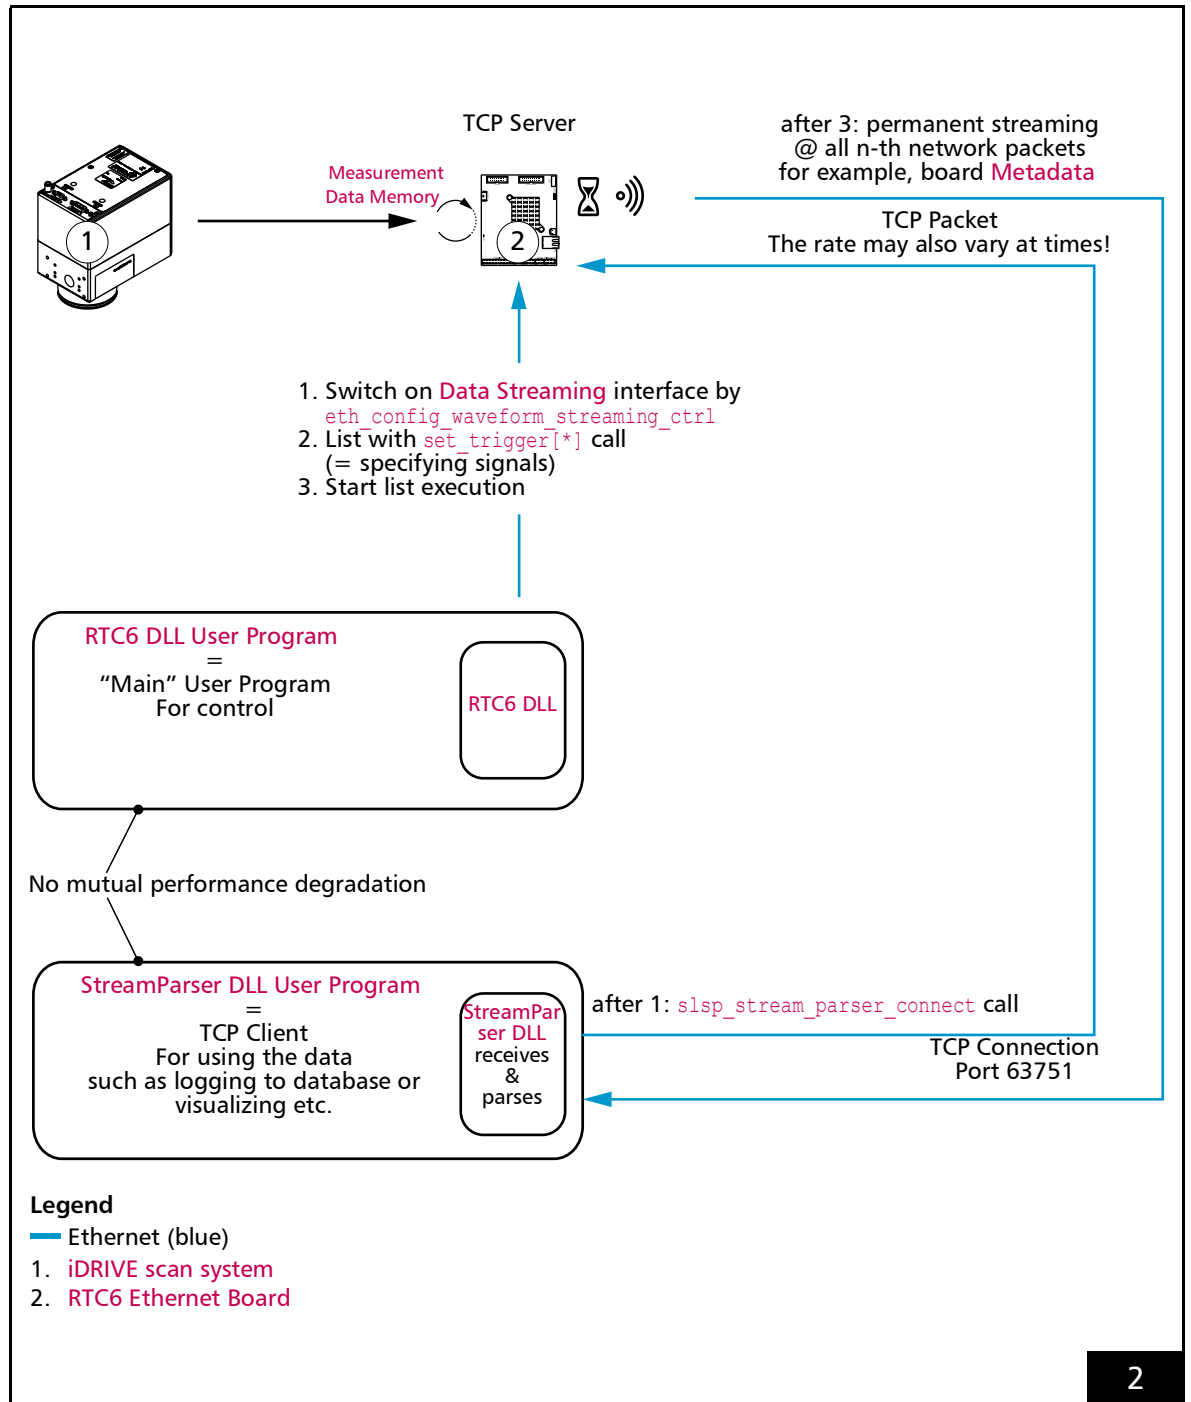 TCP Server
after 3: permanent streaming
@ all n-th network packets
for example, board Metadata
Measurement
Data Memory
1
2
TCP Packet
The rate may also vary at times!
1. Switch on Data Streaming interface by
eth_config_waveform_streaming_ctrl
2. List with set_trigger[*] call
(= specifying signals)
3. Start list execution
RTC6 DLL User Program
=
“Main” User Program
For control
RTC6 DLL
No mutual performance degradation
StreamParser DLL User Program
=
TCP Client
For using the data
such as logging to database or
visualizing etc.
StreamPar
ser DLL
receives
&
parses
after 1: slsp_stream_parser_connect call
TCP Connection
Port 63751
Legend
Ethernet (blue)
1. iDRIVE scan system
2. RTC6 Ethernet Board
2